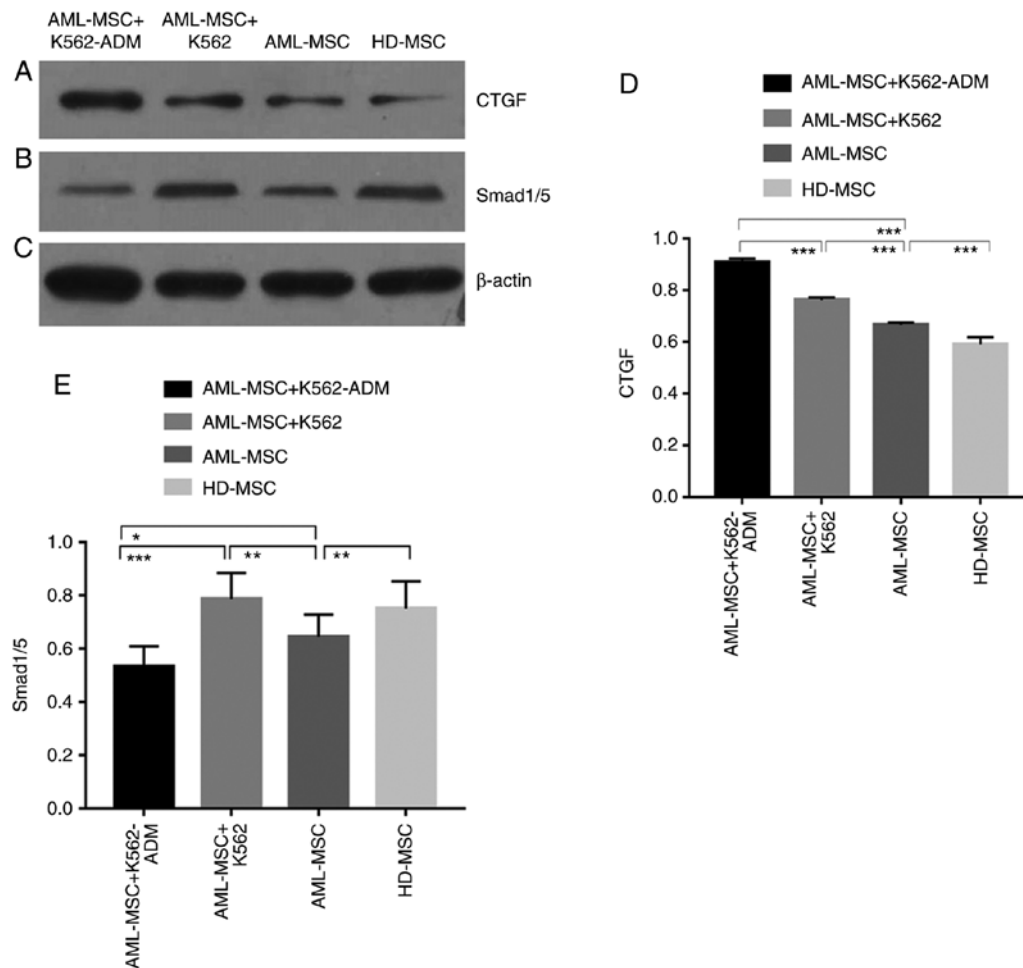 AML-MSC+
K562-ADM
AML-MSC+
K562
AML-MSC
HD-MSC
A
CTGF
B
Smad1/5
C
β-actin
D
AML-MSC+K562-ADM
AML-MSC+K562
AML-MSC
HD-MSC
***
*** *** ***
1.0
0.8
0.6
0.4
0.2
0.0
CTGF
AML-MSC+K562-
ADM
AML-MSC+
K562
AML-MSC
HD-MSC
E
AML-MSC+K562-ADM
AML-MSC+K562
AML-MSC
HD-MSC
*
*** ** **
1.0
0.8
0.6
0.4
0.2
0.0
Smad1/5
AML-MSC+K562-
ADM
AML-MSC+
K562
AML-MSC
HD-MSC